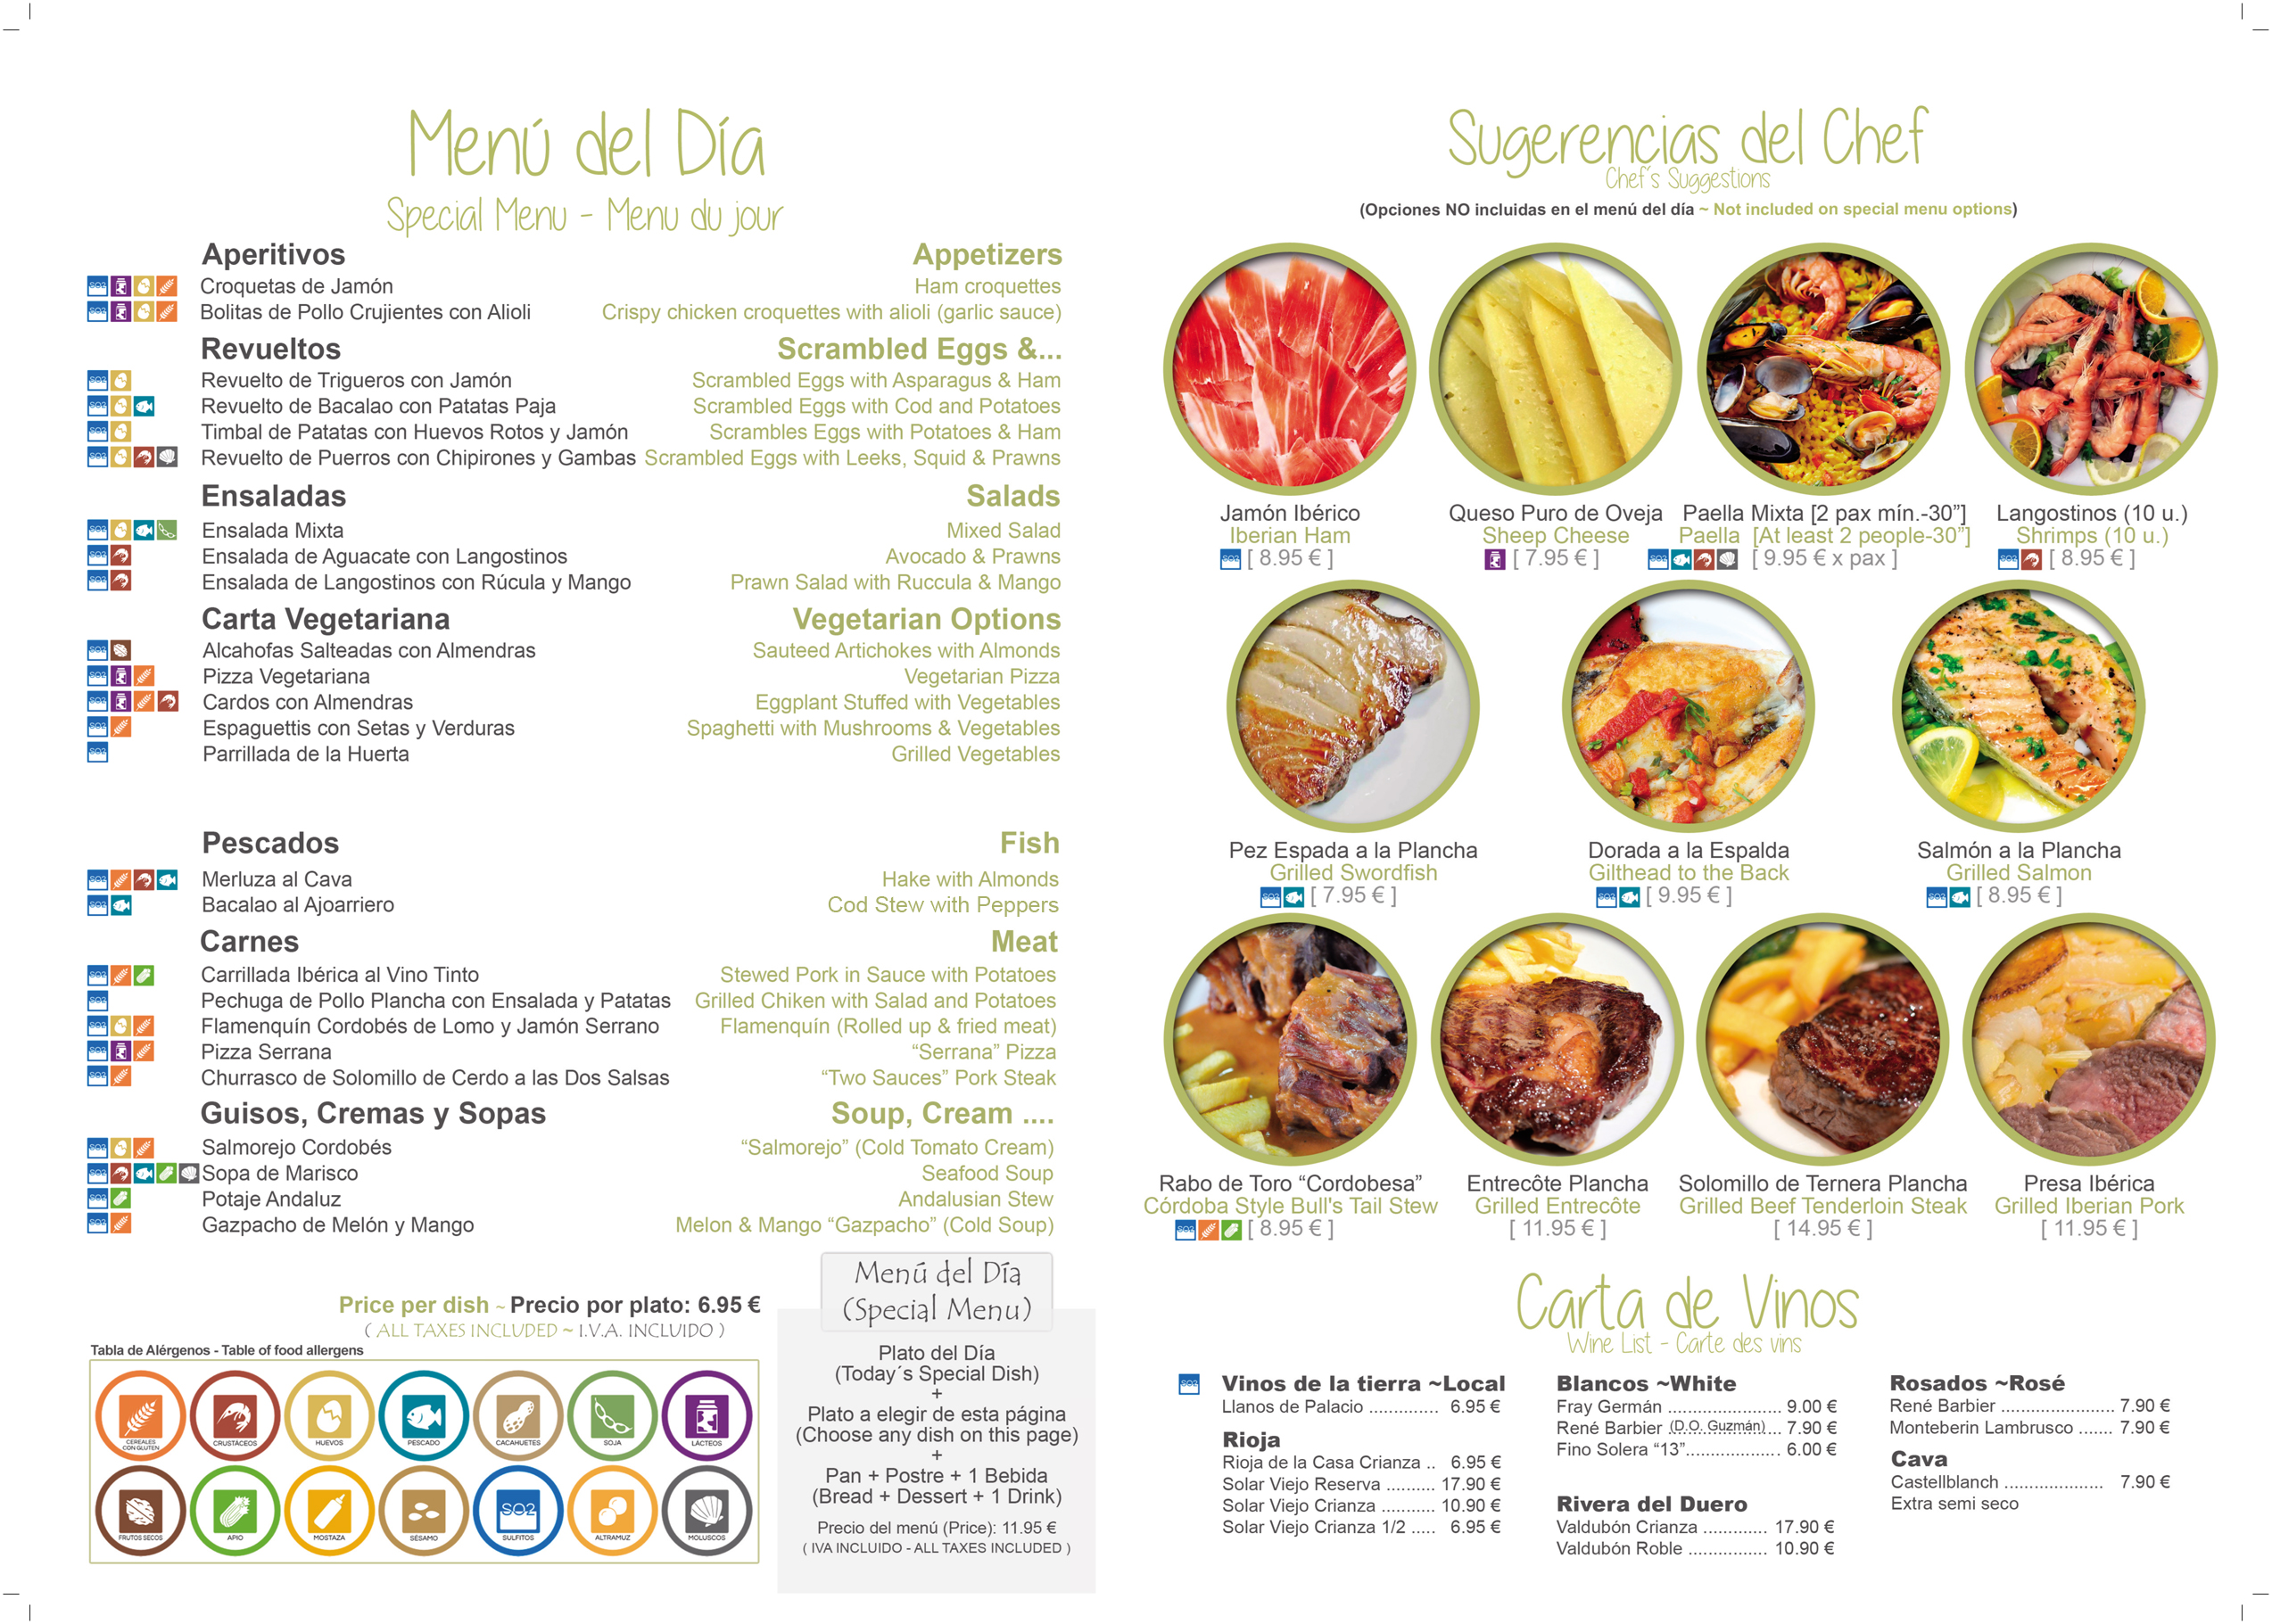 Menú del Día
Special Menu - Menu du jour
Aperitivos Appetizers
Croquetas de Jamón Ham croquettes
Bolitas de Pollo Crujientes con Alioli Crispy chicken croquettes with alioli (garlic sauce)
Revueltos Scrambled Eggs &...
Revuelto de Trigueros con Jamón Scrambled Eggs with Asparagus & Ham
Revuelto de Bacalao con Patatas Paja Scrambled Eggs with Cod and Potatoes
Timbal de Patatas con Huevos Rotos y Jamón Scrambles Eggs with Potatoes & Ham
Revuelto de Puerros con Chipirones y Gambas Scrambled Eggs with Leeks, Squid & Prawns
Ensaladas Salads
Ensalada Mixta Mixed Salad
Ensalada de Aguacate con Langostinos Avocado & Prawns
Ensalada de Langostinos con Rúcula y Mango Prawn Salad with Ruccula & Mango
Carta Vegetariana Vegetarian Options
Alcahofas Salteadas con Almendras Sauteed Artichokes with Almonds
Pizza Vegetariana Vegetarian Pizza
Cardos con Almendras Eggplant Stuffed with Vegetables
Espaguettis con Setas y Verduras Spaghetti with Mushrooms & Vegetables
Parrillada de la Huerta Grilled Vegetables
Pescados Fish
Merluza al Cava Hake with Almonds
Bacalao al Ajoarriero Cod Stew with Peppers
Carnes Meat
Carrillada Ibérica al Vino Tinto Stewed Pork in Sauce with Potatoes
Pechuga de Pollo Plancha con Ensalada y Patatas Grilled Chiken with Salad and Potatoes
Flamenquín Cordobés de Lomo y Jamón Serrano Flamenquín (Rolled up & fried meat)
Pizza Serrana “Serrana” Pizza
Churrasco de Solomillo de Cerdo a las Dos Salsas “Two Sauces” Pork Steak
Guisos, Cremas y Sopas Soup, Cream ....
Salmorejo Cordobés “Salmorejo” (Cold Tomato Cream)
Sopa de Marisco Seafood Soup
Potaje Andaluz Andalusian Stew
Gazpacho de Melón y Mango Melon & Mango “Gazpacho” (Cold Soup)
Price per dish ~ Precio por plato: 6.95 €
( ALL TAXES INCLUDED ~ I.V.A. INCLUIDO )
Tabla de Alérgenos - Table of food allergens
CEREALES CON GLUTEN CRUSTÁCEOS HUEVOS PESCADO CACAHUETES SOJA LÁCTEOS
SO2
FRUTOS SECOS APIO MOSTAZA SÉSAMO SULFITOS ALTRAMUZ MOLUSCOS
Menú del Día
(Special Menu)
Plato del Día
(Today´s Special Dish)
+
Plato a elegir de esta página
(Choose any dish on this page)
+
Pan + Postre + 1 Bebida
(Bread + Dessert + 1 Drink)
Precio del menú (Price): 11.95 €
( IVA INCLUIDO - ALL TAXES INCLUDED )
Sugerencias del Chef
Chef's Suggestions
(Opciones NO incluidas en el menú del día ~ Not included on special menu options)
Jamón Ibérico
Iberian Ham
SO2 [ 8.95 € ]
Queso Puro de Oveja
Sheep Cheese
[ 7.95 € ]
Paella Mixta [2 pax mín.-30”]
Paella [At least 2 people-30”]
SO2 [ 9.95 € x pax ]
Langostinos (10 u.)
Shrimps (10 u.)
SO2 [ 8.95 € ]
Pez Espada a la Plancha
Grilled Swordfish
SO2 [ 7.95 € ]
Dorada a la Espalda
Gilthead to the Back
SO2 [ 9.95 € ]
Salmón a la Plancha
Grilled Salmon
SO2 [ 8.95 € ]
Rabo de Toro “Cordobesa”
Córdoba Style Bull's Tail Stew
SO2 [ 8.95 € ]
Entrecôte Plancha
Grilled Entrecôte
[ 11.95 € ]
Solomillo de Ternera Plancha
Grilled Beef Tenderloin Steak
[ 14.95 € ]
Presa Ibérica
Grilled Iberian Pork
[ 11.95 € ]
Carta de Vinos
Wine List - Carte des vins
SO2 Vinos de la tierra ~Local
Llanos de Palacio ............. 6.95 €
Rioja
Rioja de la Casa Crianza .. 6.95 €
Solar Viejo Reserva .......... 17.90 €
Solar Viejo Crianza ........... 10.90 €
Solar Viejo Crianza 1/2 ..... 6.95 €
Blancos ~White
Fray Germán ...................... 9.00 €
René Barbier (D.O. Guzmán)... 7.90 €
Fino Solera “13”.................. 6.00 €
Rivera del Duero
Valdubón Crianza ............ 17.90 €
Valdubón Roble ............... 10.90 €
Rosados ~Rosé
René Barbier ...................... 7.90 €
Monteberin Lambrusco ....... 7.90 €
Cava
Castellblanch ................... 7.90 €
Extra semi seco